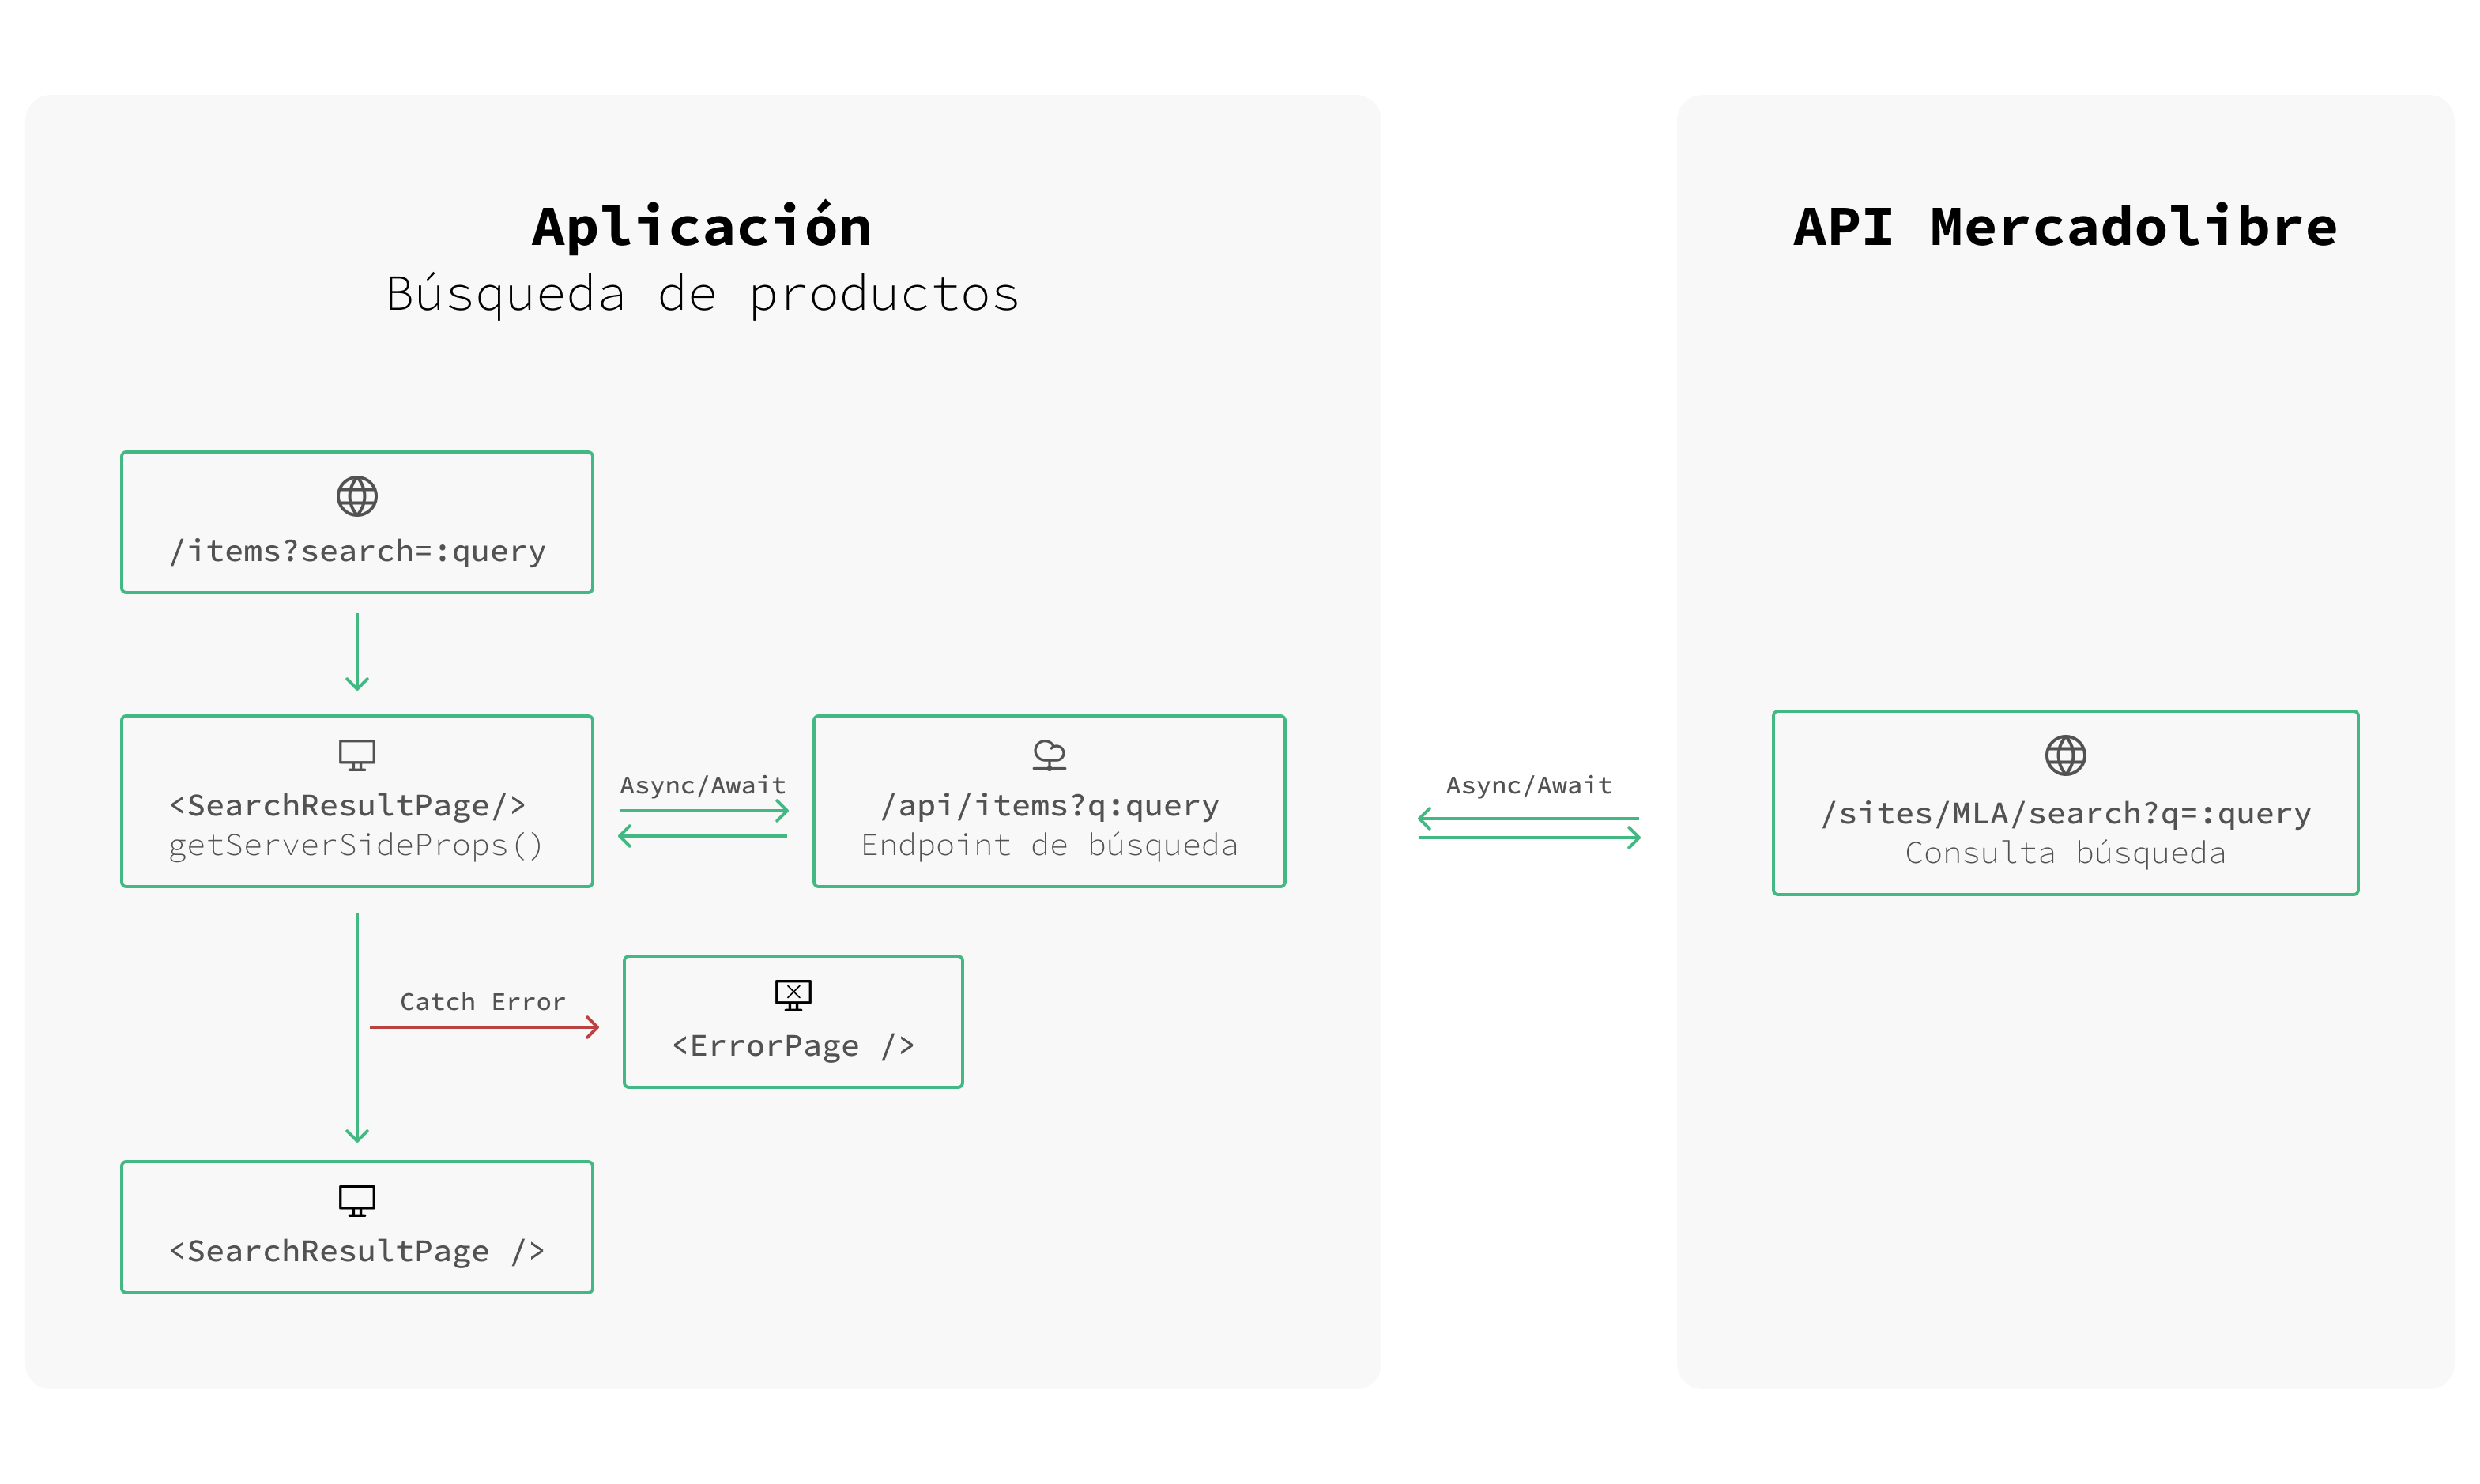 Aplicación
Búsqueda de productos
API Mercadolibre
/items?search=:query
<SearchResultPage/>
getServerSideProps()
Async/Await
/api/items?q:query
Endpoint de búsqueda
Async/Await
/sites/MLA/search?q=:query
Consulta búsqueda
Catch Error
<ErrorPage />
<SearchResultPage />